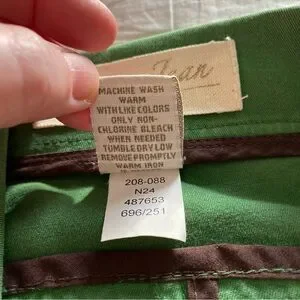 Jean
MACHINE WASH
WARM
WITH LIKE COLORS
ONLY NON-
CHLORINE BLEACH
WHEN NEEDED
TUMBLE DRY LOW
REMOVE PROMPTLY
WARM IRON
208-088
N24
487653
696/251